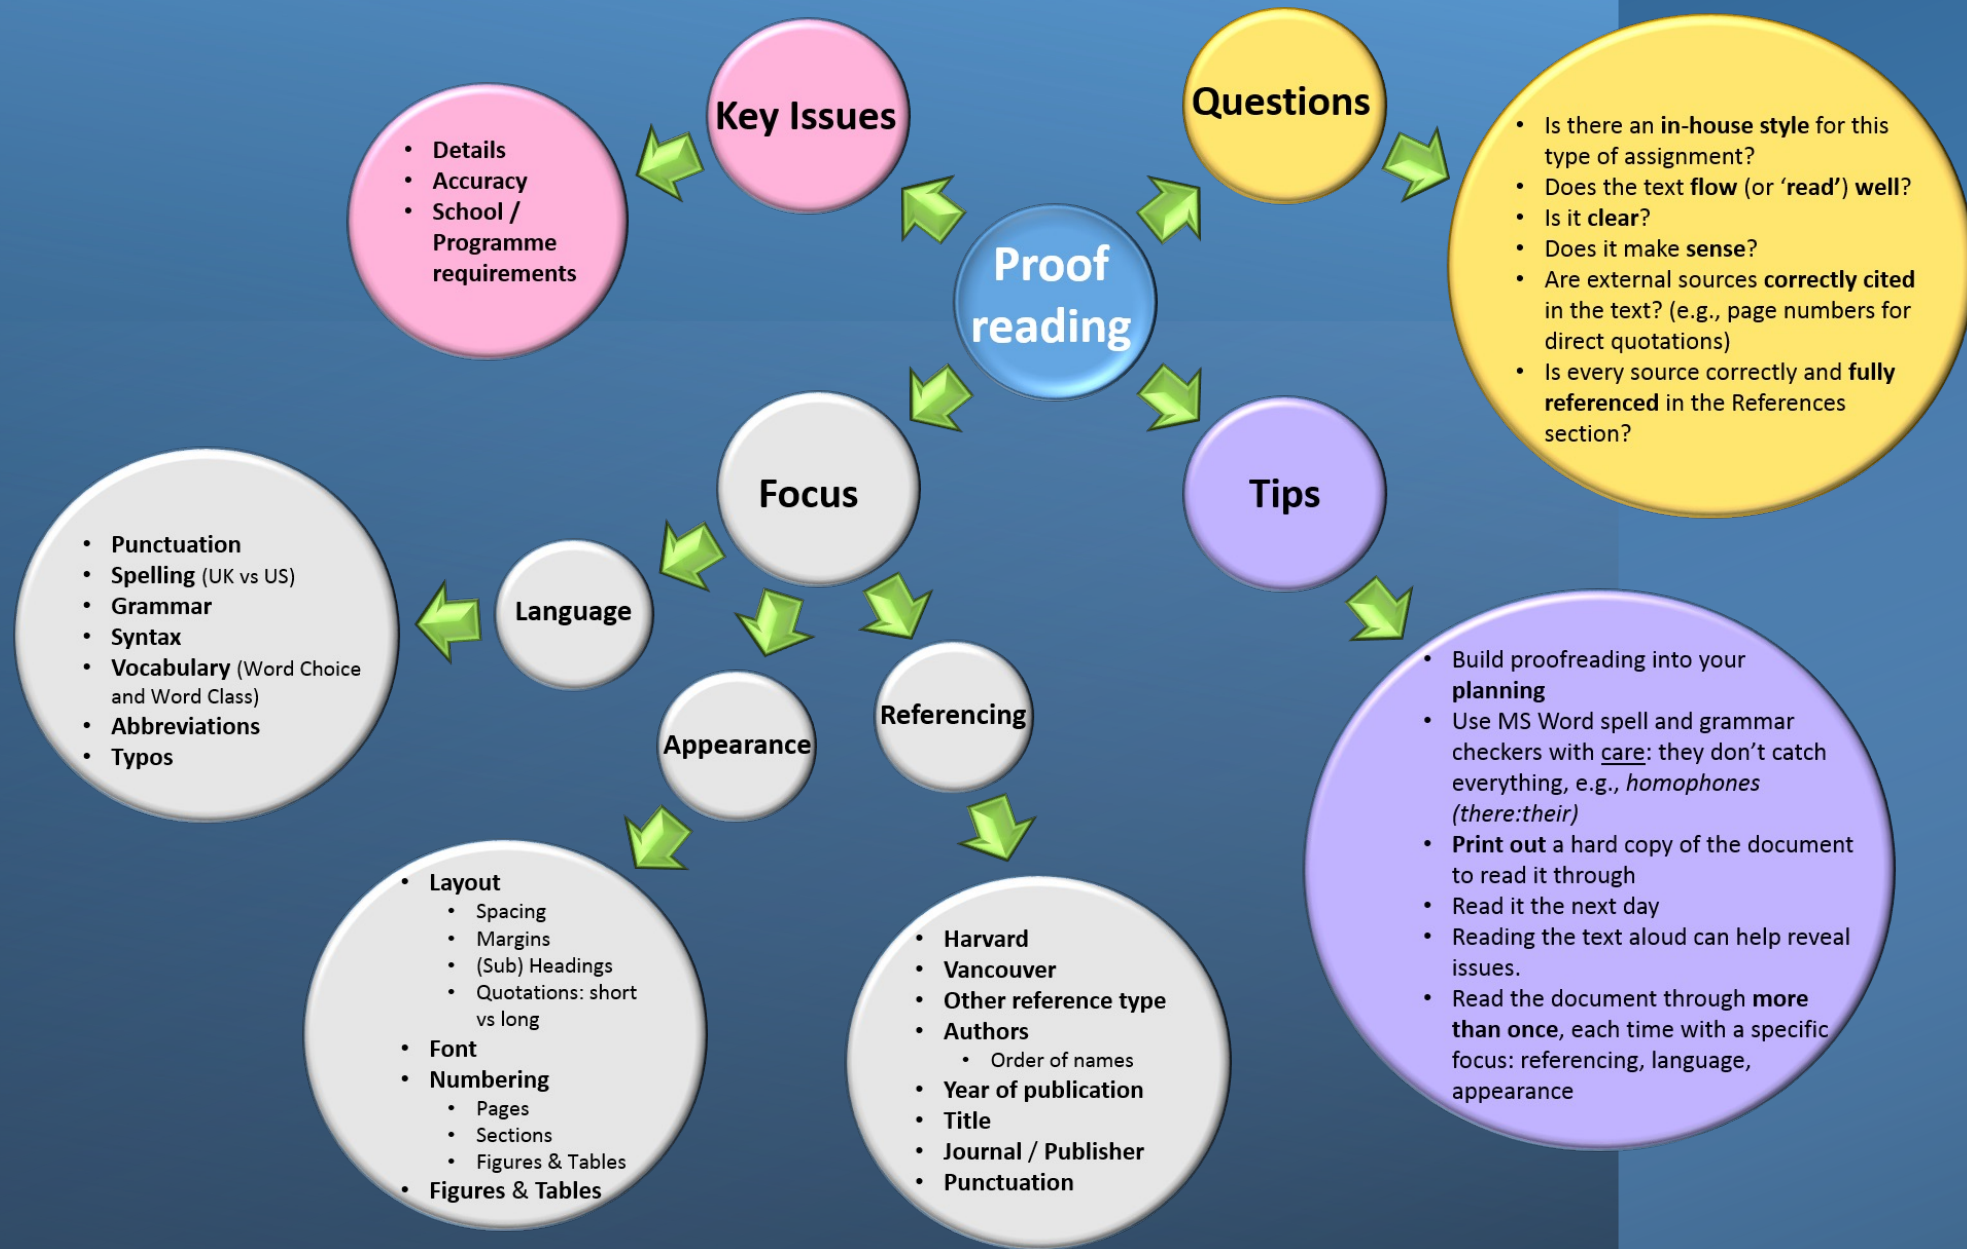 Proof
reading
Key Issues
• Details
• Accuracy
• School /
Programme
requirements
Questions
• Is there an in-house style for this
type of assignment?
• Does the text flow (or ‘read’) well?
• Is it clear?
• Does it make sense?
• Are external sources correctly cited
in the text? (e.g., page numbers for
direct quotations)
• Is every source correctly and fully
referenced in the References
section?
Focus
Language
• Punctuation
• Spelling (UK vs US)
• Grammar
• Syntax
• Vocabulary (Word Choice
and Word Class)
• Abbreviations
• Typos
Appearance
• Layout
• Spacing
• Margins
• (Sub) Headings
• Quotations: short
vs long
• Font
• Numbering
• Pages
• Sections
• Figures & Tables
• Figures & Tables
Referencing
• Harvard
• Vancouver
• Other reference type
• Authors
• Order of names
• Year of publication
• Title
• Journal / Publisher
• Punctuation
Tips
• Build proofreading into your
planning
• Use MS Word spell and grammar
checkers with care: they don’t catch
everything, e.g., homophones
(there:their)
• Print out a hard copy of the document
to read it through
• Read it the next day
• Reading the text aloud can help reveal
issues.
• Read the document through more
than once, each time with a specific
focus: referencing, language,
appearance